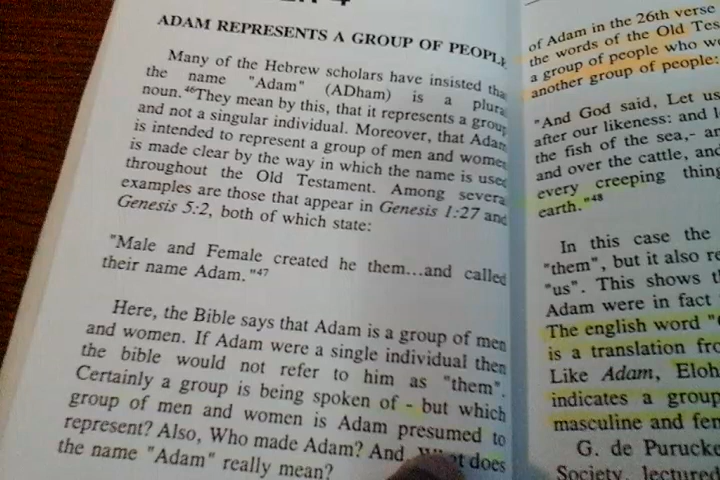 ADAM REPRESENTS A GROUP OF PEOPLE
Many of the Hebrew scholars have insisted
the name "Adam" (ADham) is a
noun.⁴⁶They mean by this, that it represents a group
and not a singular individual. Moreover, that Adam
is intended to represent a group of men and women
is made clear by the way in which the name is used
throughout the Old Testament. Among
examples are those that appear in Genesis 1:27 and
Genesis 5:2, both of which state:
"Male and Female created he them...and called
their name Adam."⁴⁷
Here, the Bible says that Adam is a group of men
and women. If Adam were a single individual then
the bible would not refer to him as "them".
Certainly a group is being spoken of - but which
group of men and women is Adam presumed to
represent? Also, Who made Adam? And does
the name "Adam" really mean?
of Adam in the 26th verse
the words of the Old
a group of people who
another group of people:
"And God said, Let us
after our likeness: and
the fish of the sea,- 
and over the cattle, and
every creeping thing
earth."⁴⁸
In this case the
"them", but it also
"us". This shows
Adam were in fact
The english word
is a translation
Like Adam,
indicates a group
masculine and
G. de
Society, lectured